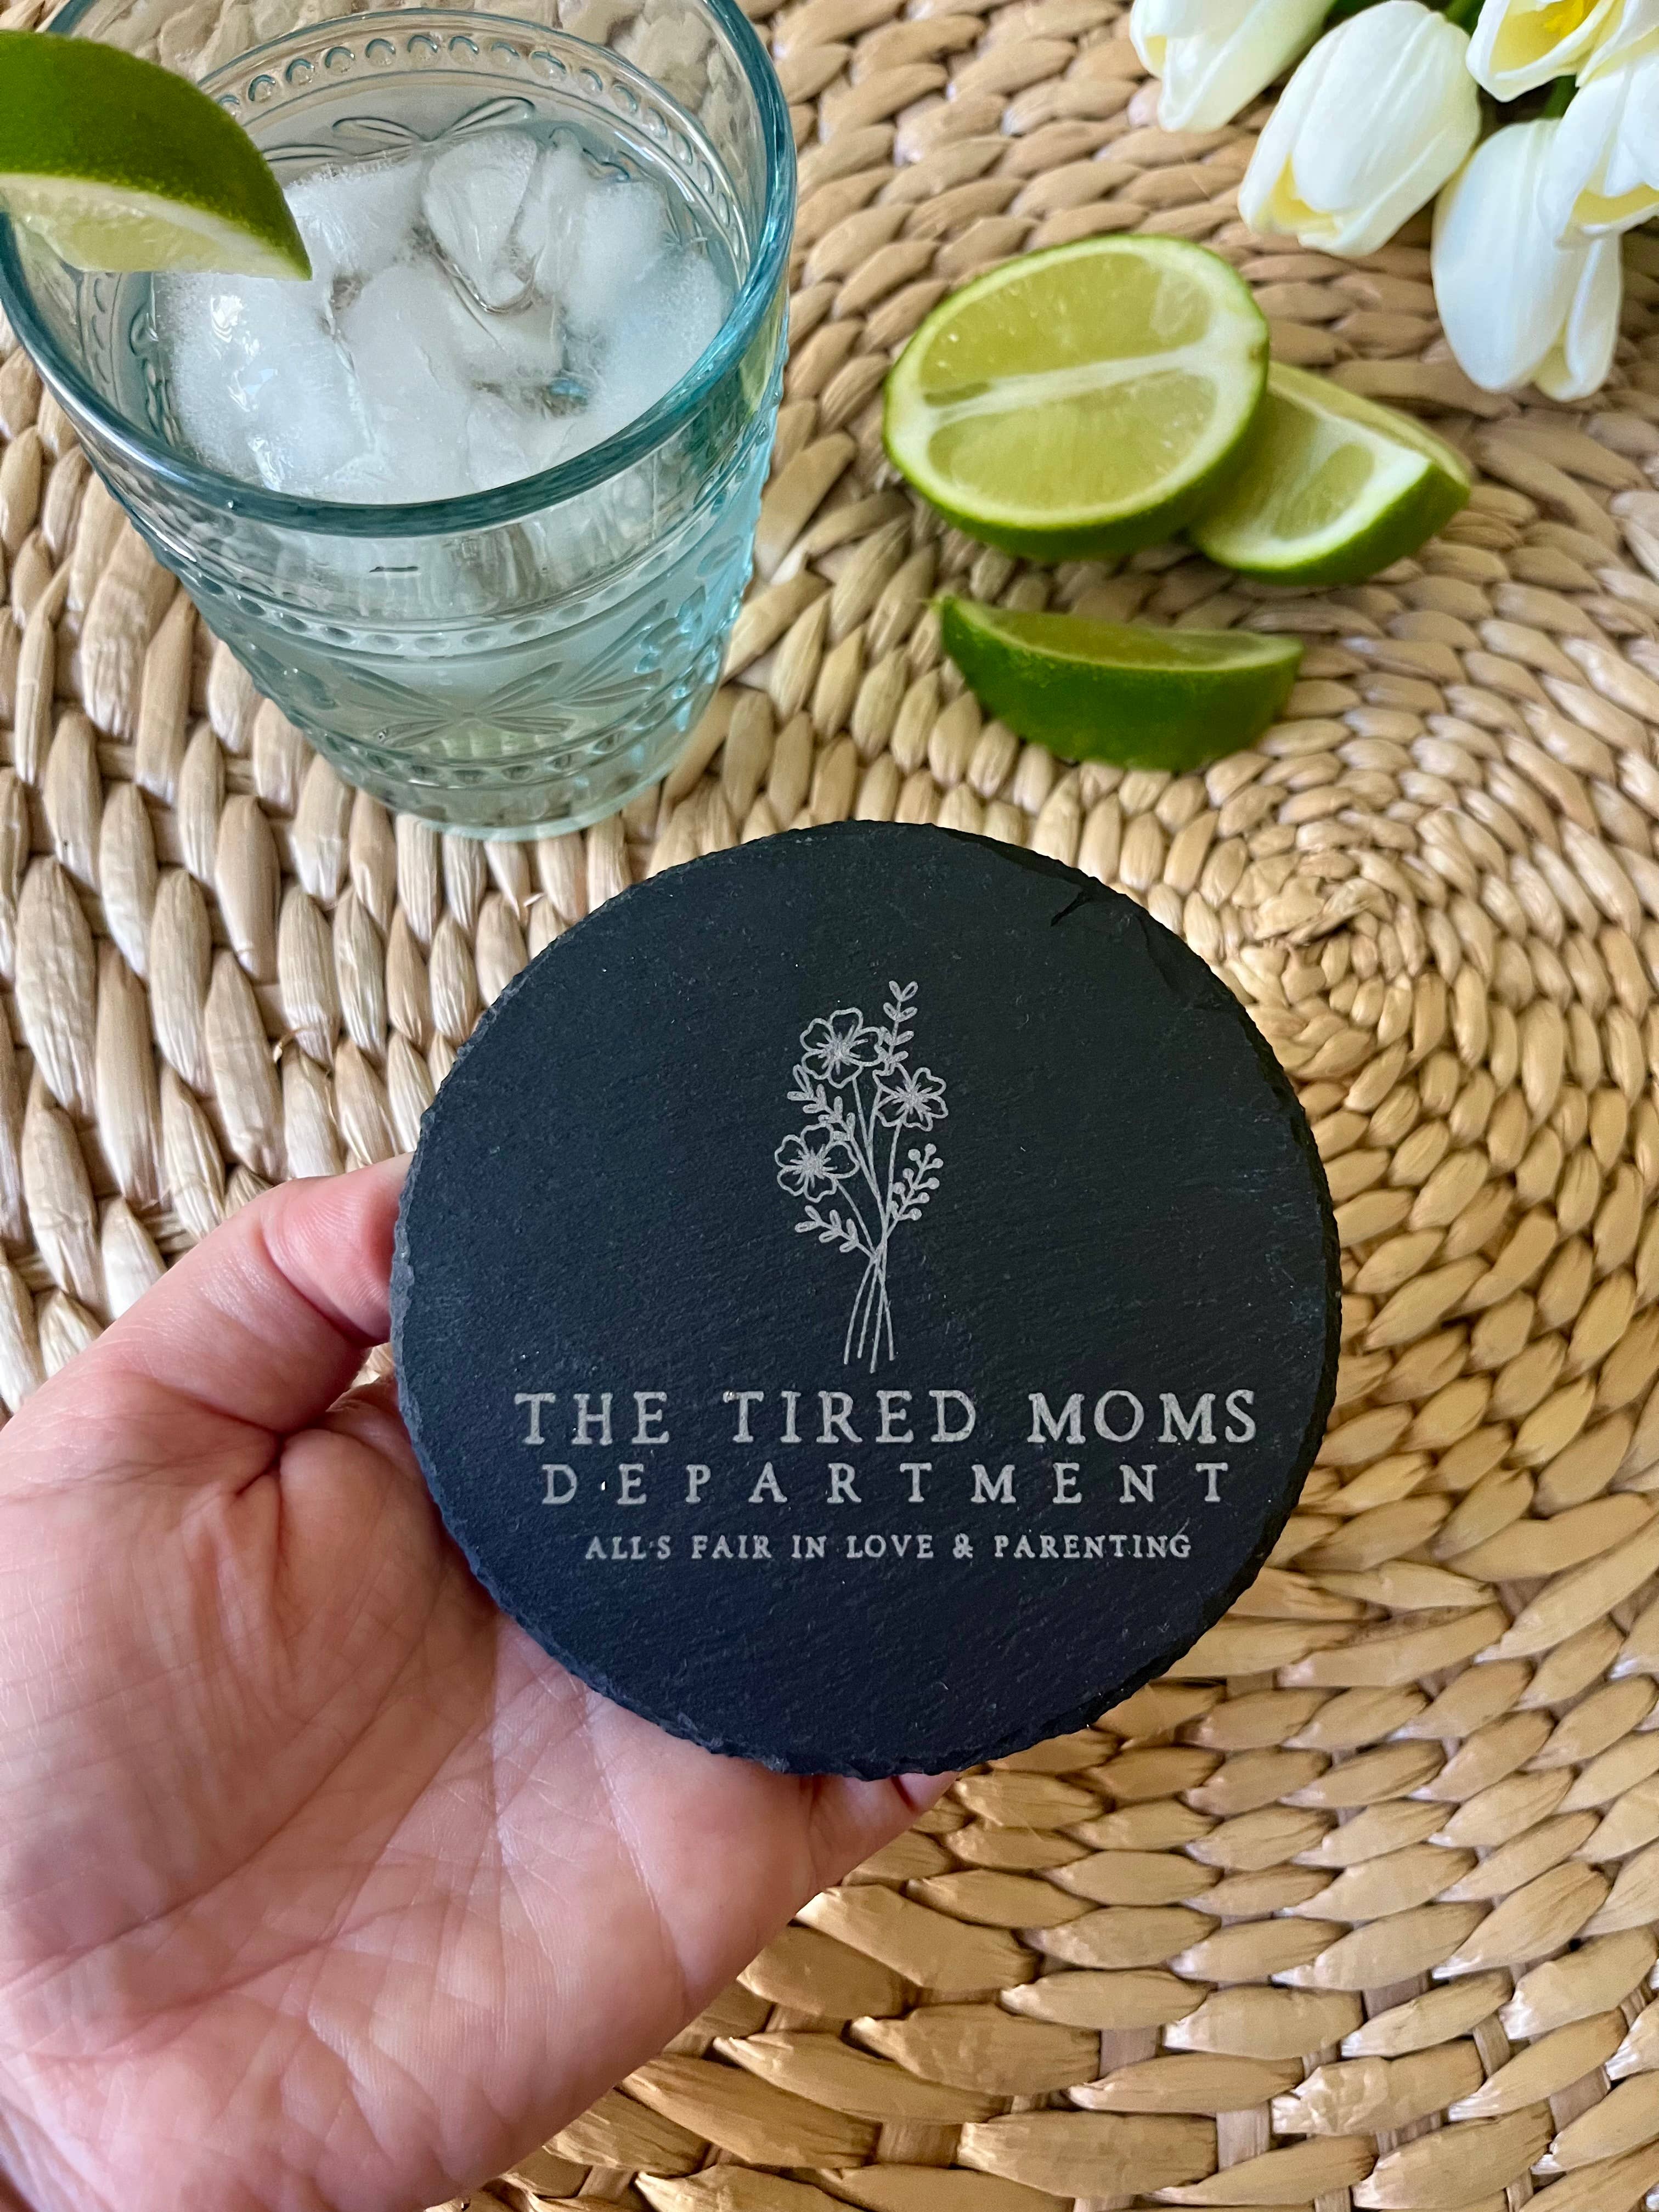 THE TIRED MOMS
DEPARTMENT
ALL'S FAIR IN LOVE & PARENTING